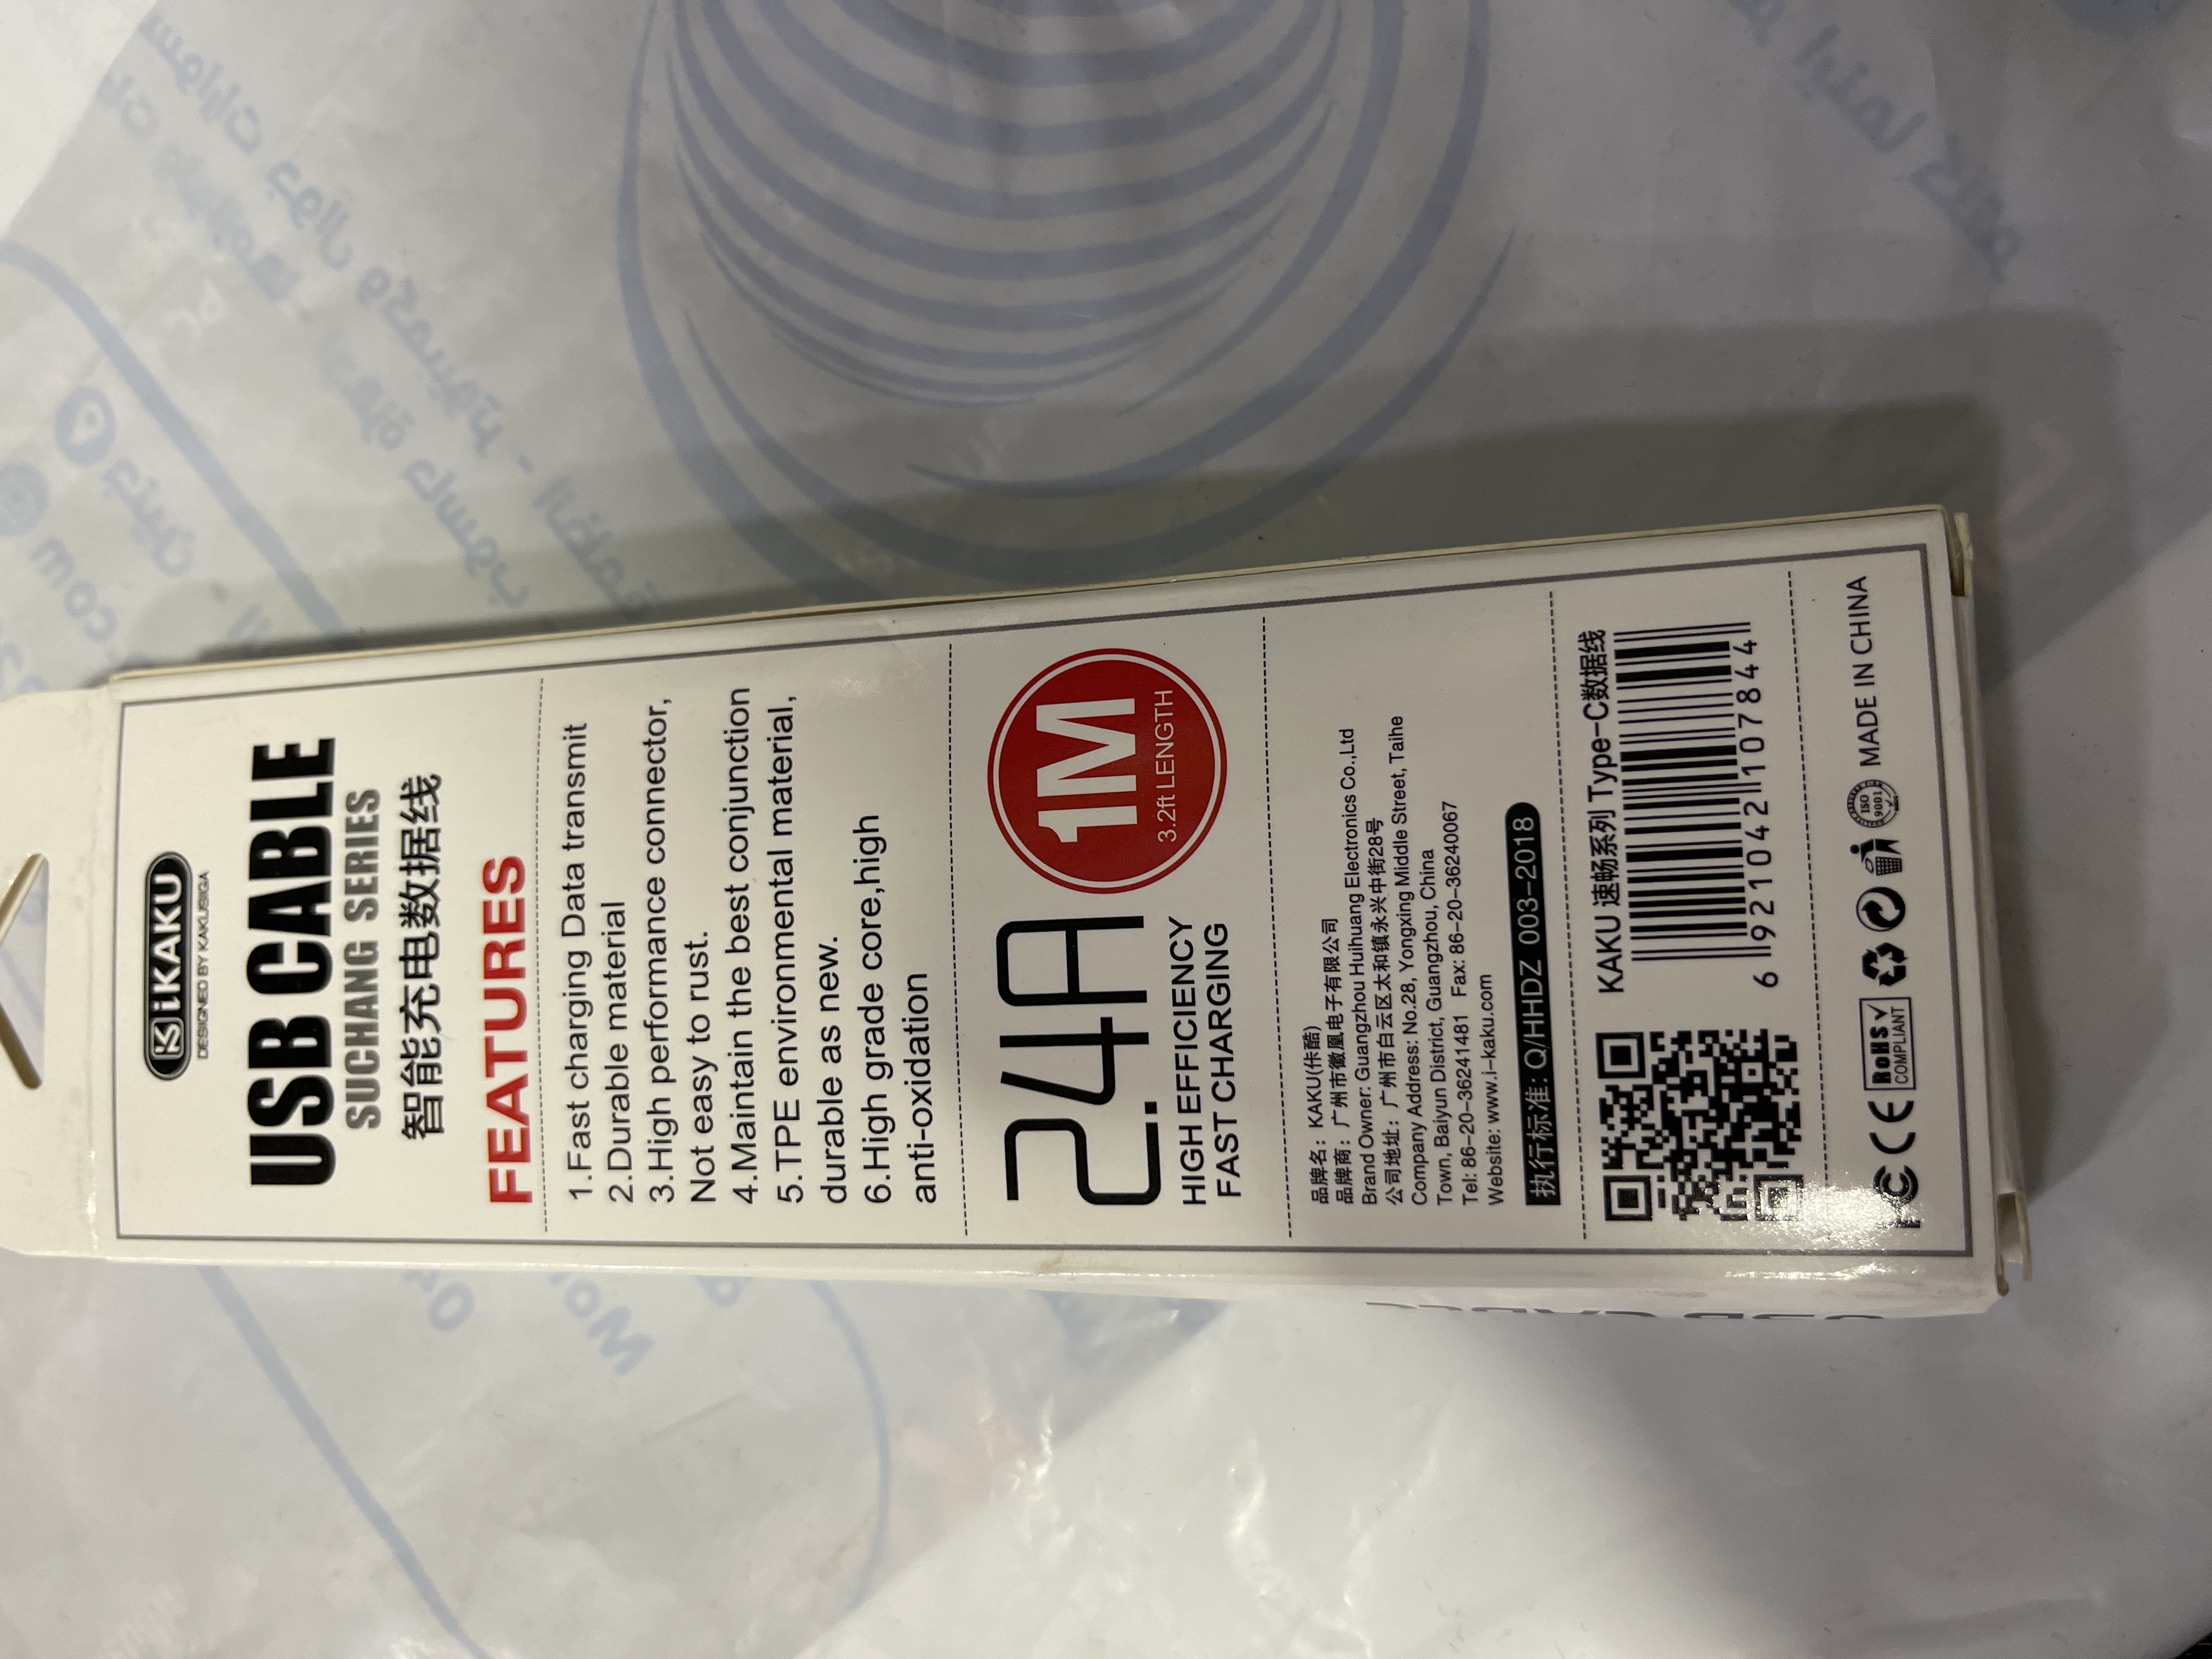 iKAKU
DESIGNED BY KAKUSIGA
USB CABLE
SUCHANG SERIES
智能充电数据线
FEATURES
1.Fast charging Data transmit
2.Durable material
3.High performance connector,
Not easy to rust.
4.Maintain the best conjunction
5.TPE environmental material,
durable as new.
6.High grade core,high
anti-oxidation
2.4A
HIGH EFFICIENCY
FAST CHARGING
1M
3.2ft LENGTH
品牌名：KAKU(佧酷)
品牌商：广州市徽凰电子有限公司
Brand Owner: Guangzhou Huihuang Electronics Co.,Ltd
公司地址：广州市白云区太和镇永兴中街28号
Company Address: No.28, Yongxing Middle Street, Taihe
Town, Baiyun District, Guangzhou, China
Tel: 86-20-36241481 Fax: 86-20-36240067
Website: www.i-kaku.com
执行标准: Q/HHDZ 003-2018
KAKU 速畅系列 Type-C数据线
6 921042 107844
FC CE RoHS COMPLIANT ISO 9001 MADE IN CHINA